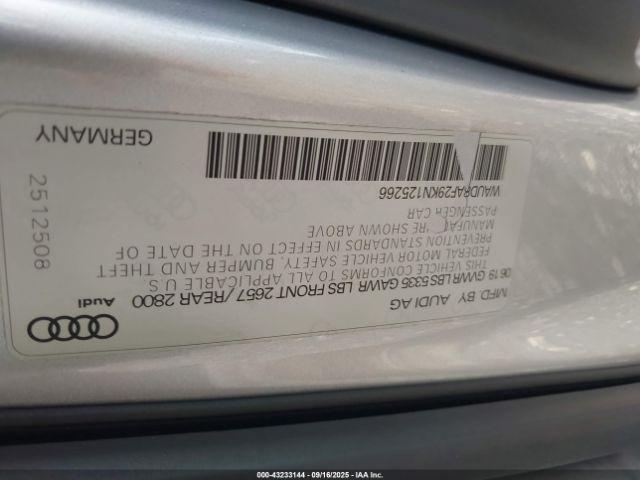 MFD. BY AUDI AG
06 19 GVWR LBS 5335 GAWR LBS FRONT 2657 / REAR 2800
THIS VEHICLE CONFORMS TO ALL APPLICABLE U.S.
FEDERAL MOTOR VEHICLE SAFETY, BUMPER AND THEFT
PREVENTION STANDARDS IN EFFECT ON THE DATE OF
MANUFA 'RE SHOWN ABOVE
PASSENGER CAR
WAUDRAF29KN125266
Audi
2512508
GERMANY
000-43233144 - 09/16/2025 - IAA Inc.